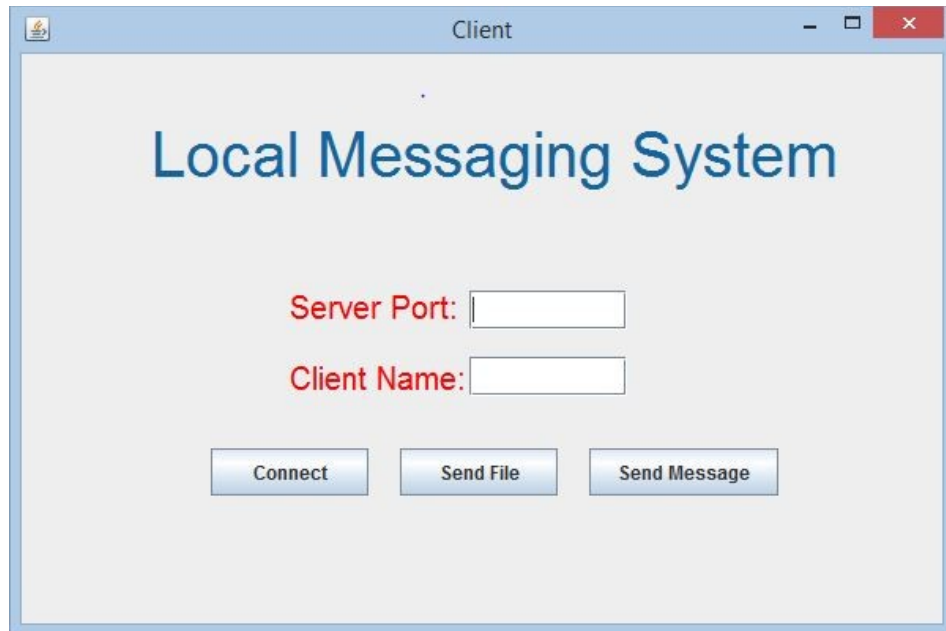 Client
Local Messaging System
Server Port:
Client Name:
Connect Send File Send Message